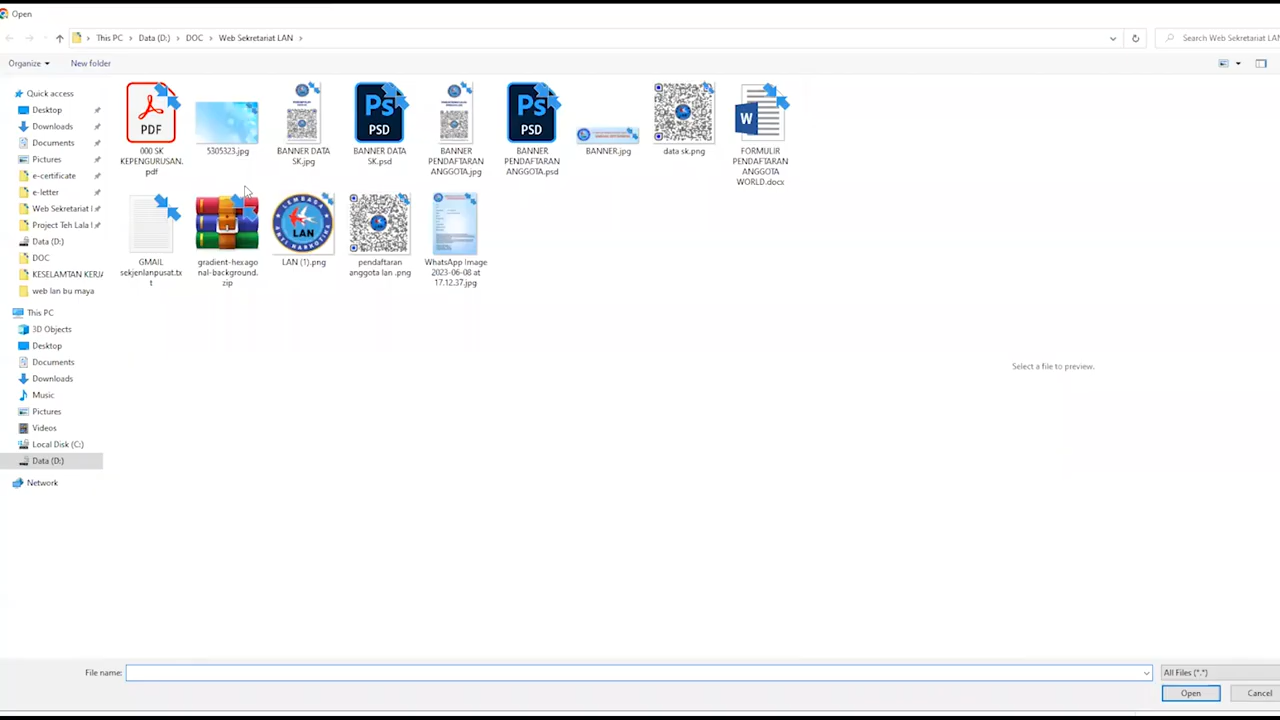 Open
This PC > Data (D:) > DOC > Web Sekretariat LAN >
Search Web Sekretariat LAN
Organize
New folder
Quick access
Desktop
Downloads
Documents
Pictures
e-certificate
e-letter
Web Sekretariat
Project Teh Lala
Data (D:)
DOC
KESELAMTAN KERJA
web lan bu maya
This PC
3D Objects
Desktop
Documents
Downloads
Music
Pictures
Videos
Local Disk (C:)
Data (D:)
Network
PDF
000 SK
KEPENGURUSAN.
pdf
5305323.jpg
BANNER DATA
SK.jpg
Ps
PSD
BANNER DATA
SK.psd
BANNER
PENDAFTARAN
ANGGOTA.jpg
Ps
PSD
BANNER
PENDAFTARAN
ANGGOTA.psd
BANNER.jpg
data sk.png
W
FORMULIR
PENDAFTARAN
ANGGOTA
WORLD.docx
GMAIL
sekjenlanpusat.tx
t
gradient-hexago
nal-background.
zip
LEMBAGA
LAN
ANTI NARKOTIKA
LAN (1).png
pendaftaran
anggota lan .png
WhatsApp Image
2023-06-08 at
17.12.37.jpg
Select a file to preview.
File name:
All Files (*.*)
Open
Cancel